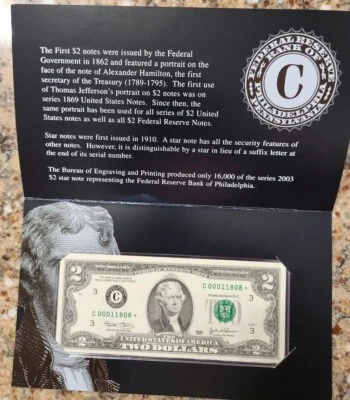 The First $2 notes were issued by the Federal
Government in 1862 and featured a portrait on the
face of the note of Alexander Hamilton, the first
secretary of the Treasury (1789-1795). The first use
of Thomas Jefferson's portrait on $2 notes was on
series 1869 United States Notes. Since then, the
same portrait has been used for all series of $2 United
States notes as well as all $2 Federal Reserve Notes.
Star notes were first issued in 1910. A star note has all the security features of
other notes. However, it is distinguishable by a star in lieu of a suffix letter at
the end of its serial number.
The Bureau of Engraving and Printing produced only 16,000 of the series 2003
$2 star note representing the Federal Reserve Bank of Philadelphia.
FEDERAL RESERVE
BANK OF
C
PHILADELPHIA
PENNSYLVANIA
2
2
C 00011808 *
3
C
3
C 00011808 *
3
3
2
THE
UNITED STATES OF AMERICA
TWO DOLLARS
2